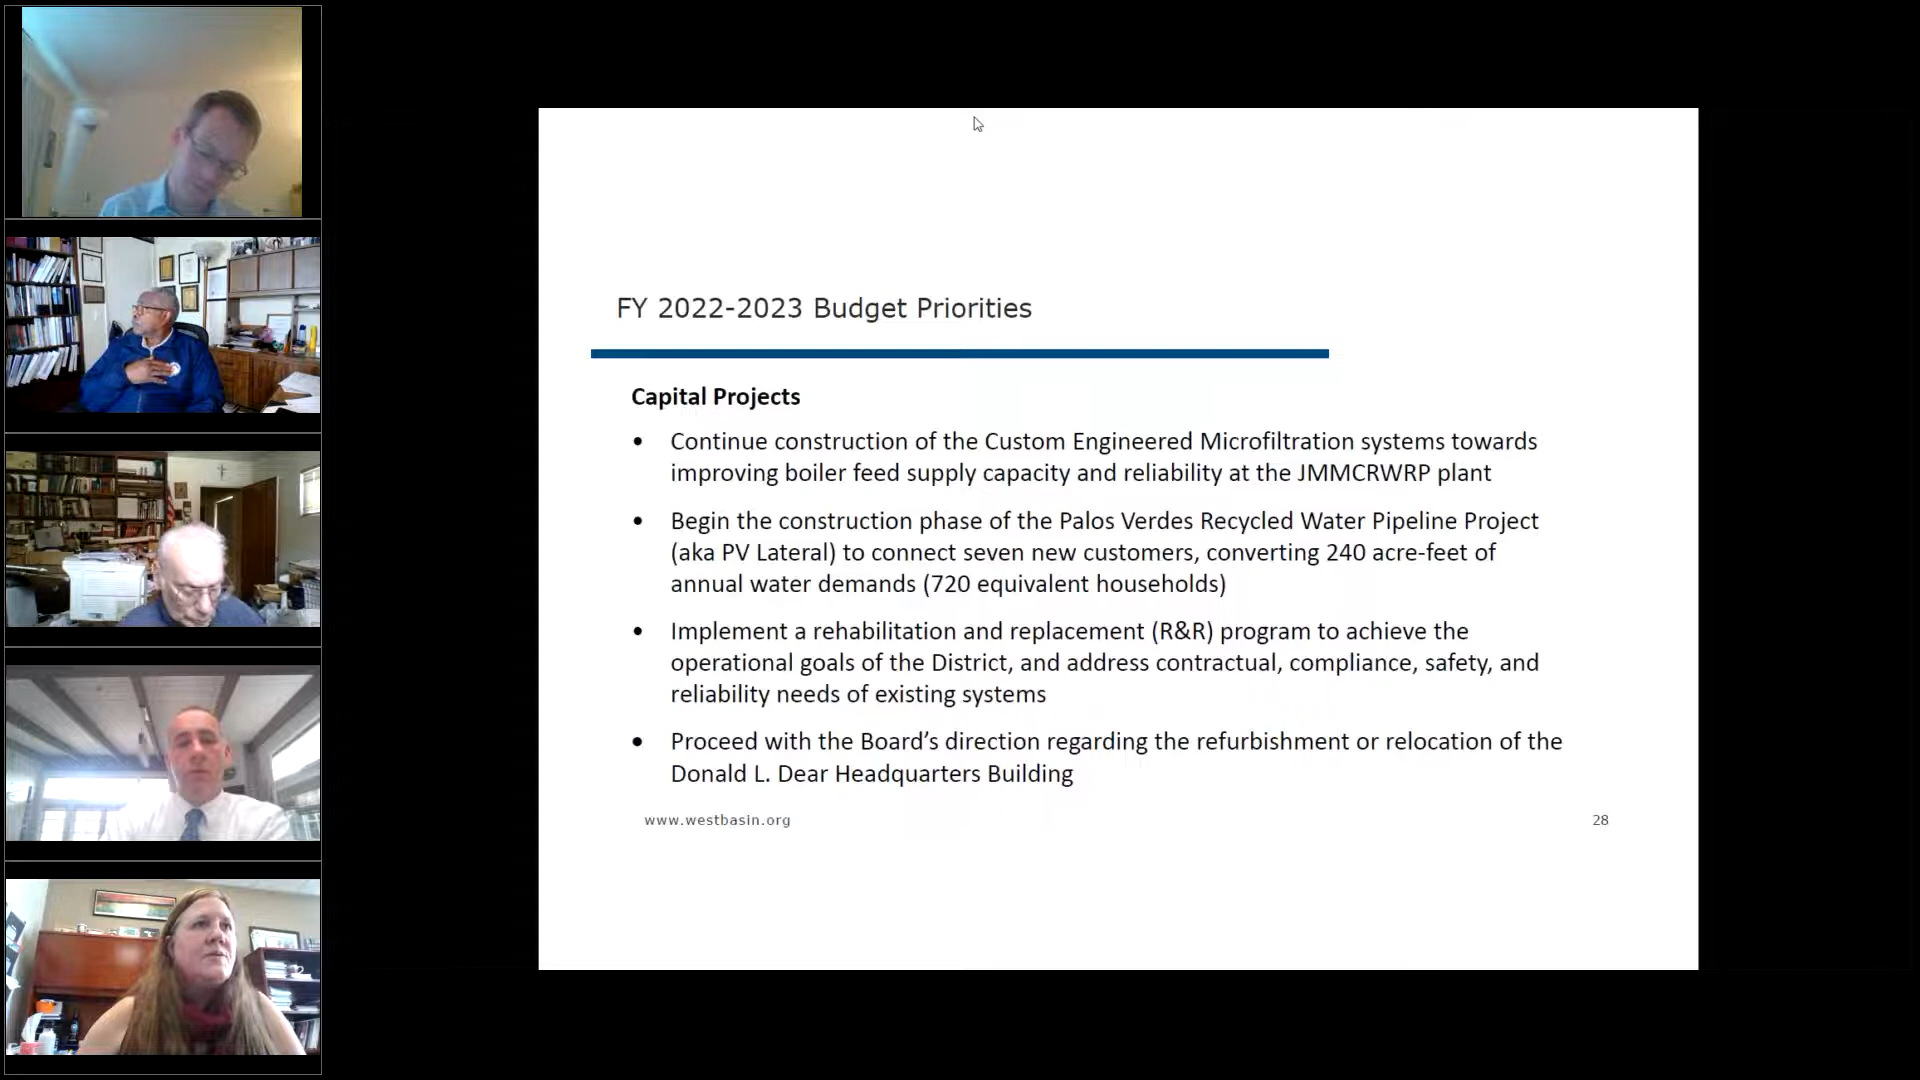 FY 2022-2023 Budget Priorities
Capital Projects
• Continue construction of the Custom Engineered Microfiltration systems towards
improving boiler feed supply capacity and reliability at the JMMCRWRP plant
• Begin the construction phase of the Palos Verdes Recycled Water Pipeline Project
(aka PV Lateral) to connect seven new customers, converting 240 acre-feet of
annual water demands (720 equivalent households)
• Implement a rehabilitation and replacement (R&R) program to achieve the
operational goals of the District, and address contractual, compliance, safety, and
reliability needs of existing systems
• Proceed with the Board’s direction regarding the refurbishment or relocation of the
Donald L. Dear Headquarters Building
www.westbasin.org
28